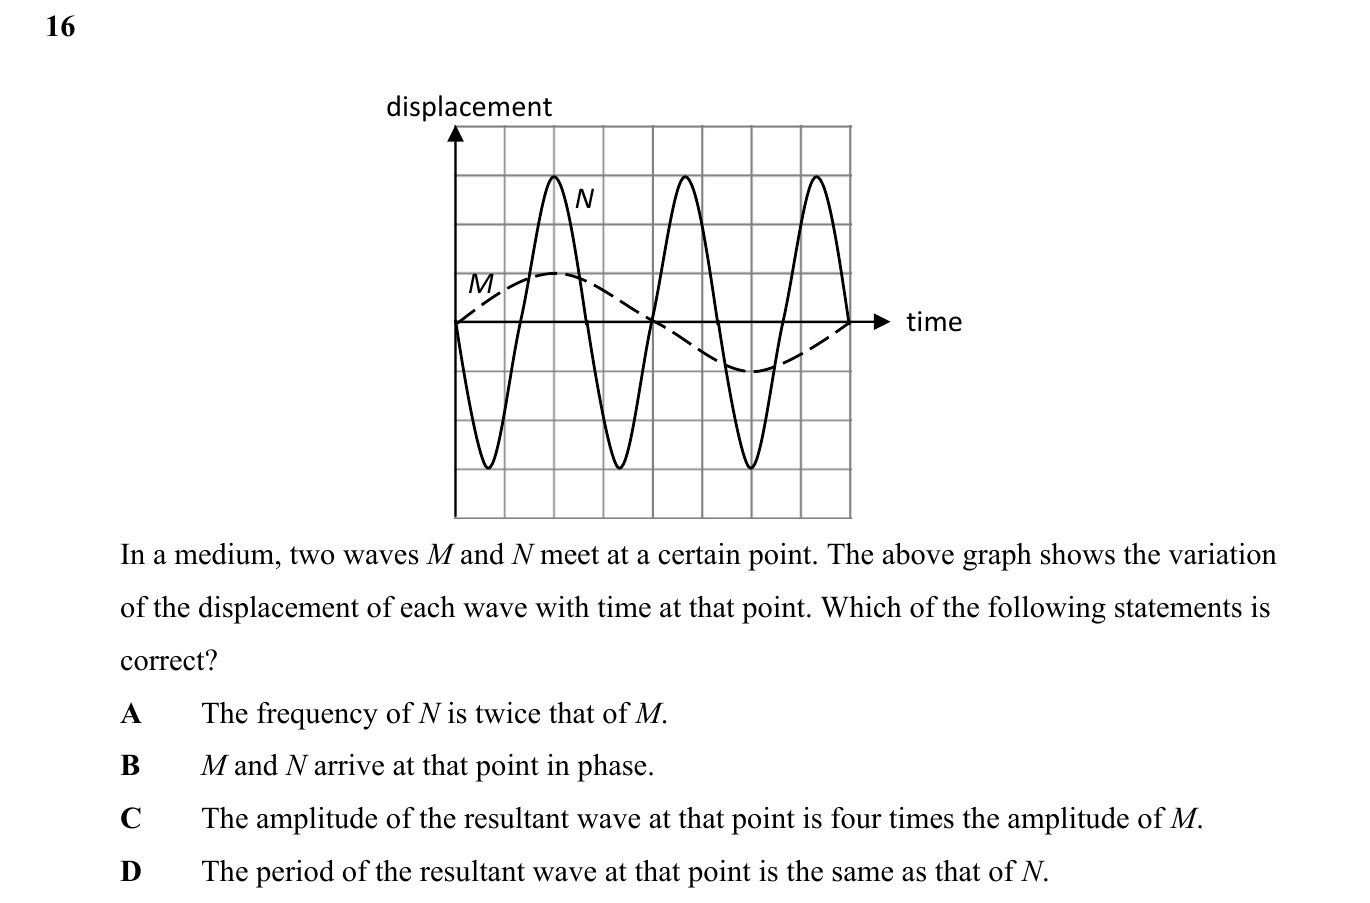 16
displacement
N
M
time
In a medium, two waves M and N meet at a certain point. The above graph shows the variation
of the displacement of each wave with time at that point. Which of the following statements is
correct?
A The frequency of N is twice that of M.
B M and N arrive at that point in phase.
C The amplitude of the resultant wave at that point is four times the amplitude of M.
D The period of the resultant wave at that point is the same as that of N.